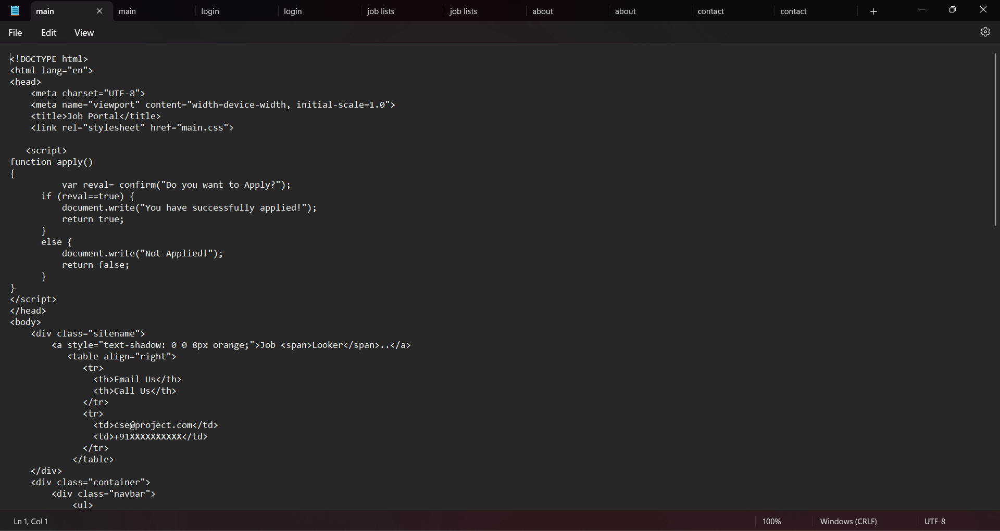 main
main
login
login
job lists
job lists
about
about
contact
contact
File Edit View
<!DOCTYPE html>
<html lang="en">
<head>
    <meta charset="UTF-8">
    <meta name="viewport" content="width=device-width, initial-scale=1.0">
    <title>Job Portal</title>
    <link rel="stylesheet" href="main.css">

   <script>
function apply()
{
          var reval= confirm("Do you want to Apply?");
      if (reval==true) {
          document.write("You have successfully applied!");
          return true;
      }
      else {
          document.write("Not Applied!");
          return false;
      }
}
</script>
</head>
<body>
    <div class="sitename">
        <a style="text-shadow: 0 0 8px orange;">Job <span>Looker</span>..</a>
           <table align="right">
              <tr>
                <th>Email Us</th>
                <th>Call Us</th>
              </tr>
              <tr>
                <td>cse@project.com</td>
                <td>+91XXXXXXXXXX</td>
              </tr>
            </table>
    </div>
    <div class="container">
        <div class="navbar">
            <ul>
Ln 1, Col 1 100% Windows (CRLF) UTF-8